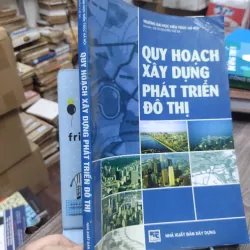 TRƯỜNG ĐẠI HỌC KIẾN TRÚC HÀ NỘI
QUY HOẠCH
XÂY DỰNG
PHÁT TRIỂN
ĐÔ THỊ
NHÀ XUẤT BẢN XÂY DỰNG
QUY HOẠCH XÂY DỰNG PHÁT TRIỂN ĐÔ THỊ
fri